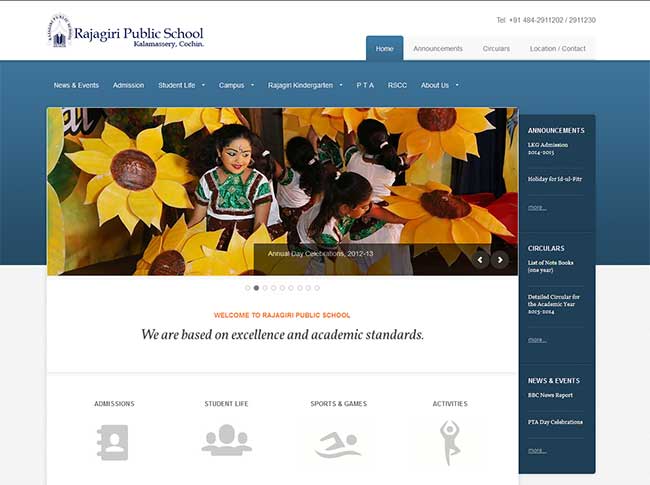 Tel: +91 484-2911202 / 2911230
Rajagiri Public School
Kalamassery, Cochin.
Home
Announcements
Circulars
Location / Contact
News & Events
Admission
Student Life
Campus
Rajagiri Kindergarten
P T A
RSCC
About Us
Annual Day Celebrations, 2012-13
WELCOME TO RAJAGIRI PUBLIC SCHOOL
We are based on excellence and academic standards.
ADMISSIONS
STUDENT LIFE
SPORTS & GAMES
ACTIVITIES
ANNOUNCEMENTS
LKG Admission
2014-2015
Holiday for Id-ul-Fitr
more...
CIRCULARS
List of Note Books
(one year)
Detailed Circular for
the Academic Year
2013-2014
more...
NEWS & EVENTS
BBC News Report
PTA Day Celebrations
more...